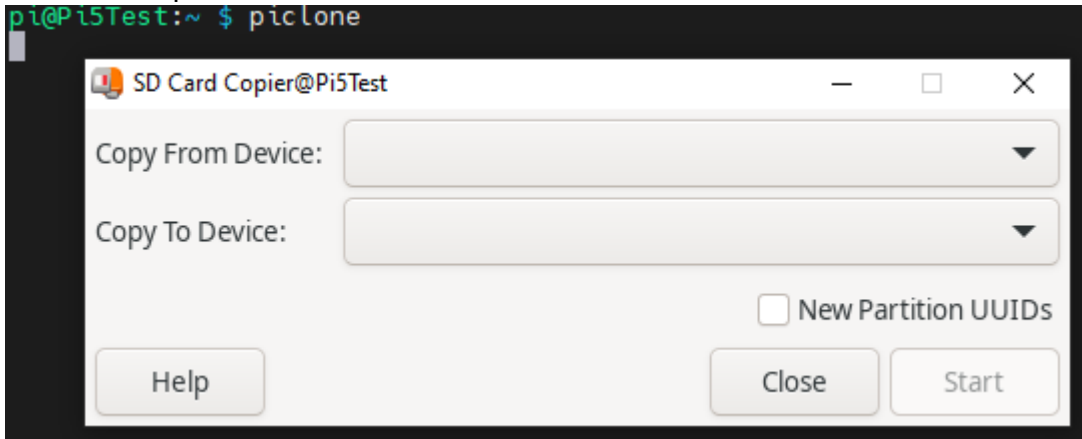 pi@Pi5Test:~ $ piclone
SD Card Copier@Pi5Test
Copy From Device:
Copy To Device:
New Partition UUIDs
Help Close Start